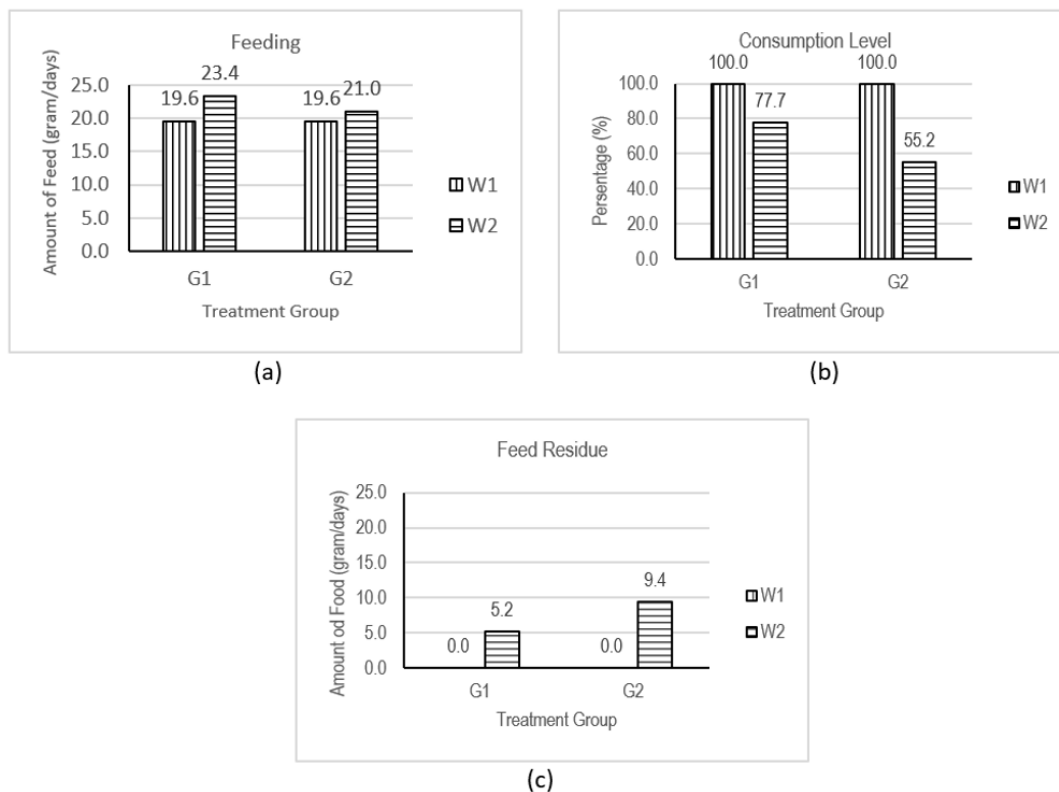 Feeding
Amount of Feed (gram/days)
25.0
20.0
15.0
10.0
5.0
0.0
19.6
23.4
19.6
21.0
G1
G2
Treatment Group
W1
W2
(a)
Consumption Level
Persentage (%)
100.0
80.0
60.0
40.0
20.0
0.0
100.0
77.7
100.0
55.2
G1
G2
Treatment Group
W1
W2
(b)
Feed Residue
Amount od Food (gram/days)
25.0
20.0
15.0
10.0
5.0
0.0
0.0
5.2
0.0
9.4
G1
G2
Treatment Group
W1
W2
(c)